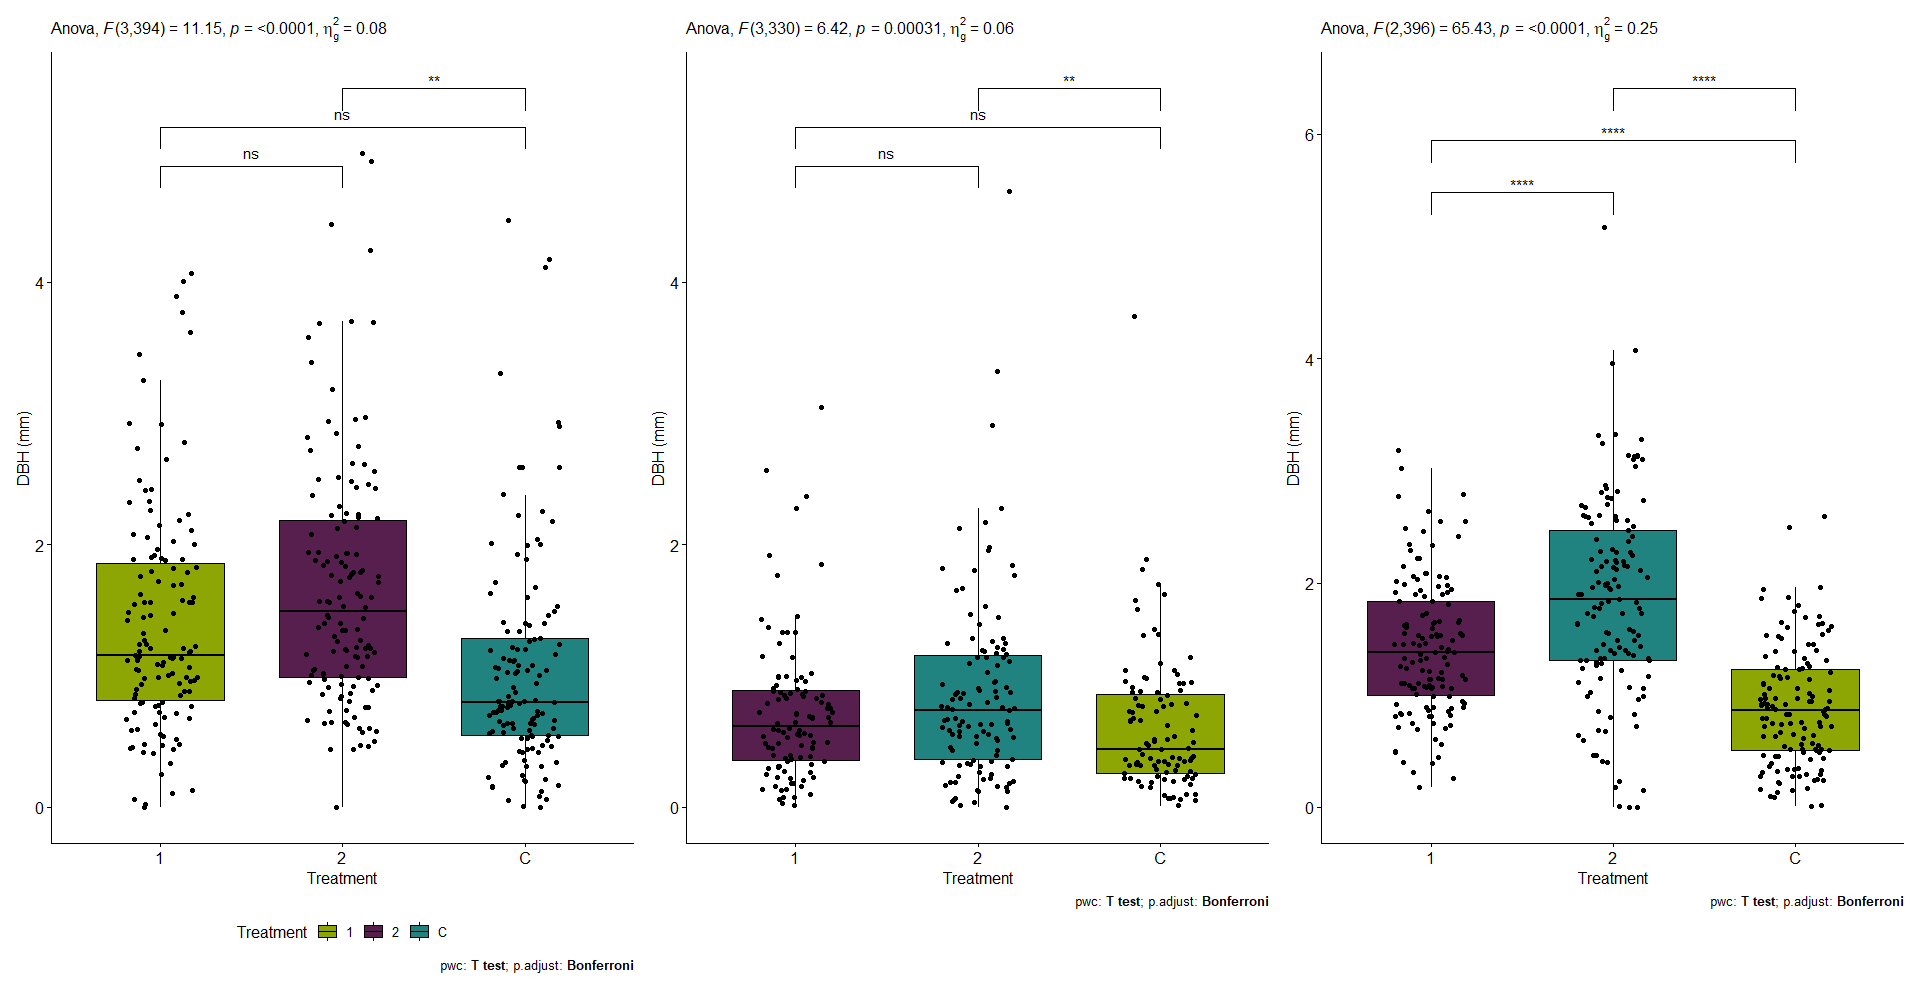 Anova, F(3,394) = 11.15, p = <0.0001, η²g = 0.08
**
ns
ns
4
2
0
DBH (mm)
1 2 C
Treatment
Treatment 1 2 C
pwc: T test; p.adjust: Bonferroni
Anova, F(3,330) = 6.42, p = 0.00031, η²g = 0.06
**
ns
ns
4
2
0
DBH (mm)
1 2 C
Treatment
pwc: T test; p.adjust: Bonferroni
Anova, F(2,396) = 65.43, p = <0.0001, η²g = 0.25
****
****
****
6
4
2
0
DBH (mm)
1 2 C
Treatment
pwc: T test; p.adjust: Bonferroni